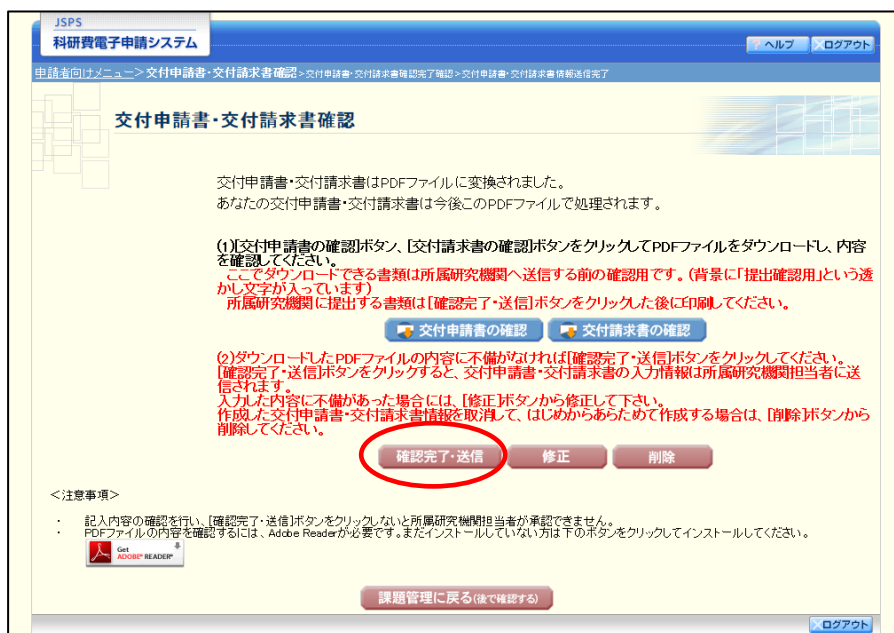 JSPS
科研費電子申請システム
? ヘルプ
ログアウト
申請者向けメニュー>交付申請書・交付請求書確認>交付申請書・交付請求書確認完了確認>交付申請書・交付請求書情報送信完了
交付申請書・交付請求書確認
交付申請書・交付請求書はPDFファイルに変換されました。
あなたの交付申請書・交付請求書は今後このPDFファイルで処理されます。
(1)[交付申請書の確認]ボタン、[交付請求書の確認]ボタンをクリックしてPDFファイルをダウンロードし、内容
を確認してください。
ここでダウンロードできる書類は所属研究機関へ送信する前の確認用です。(背景に「提出確認用」という透
かし文字が入っています)
所属研究機関に提出する書類は[確認完了・送信]ボタンをクリックした後に印刷してください。
交付申請書の確認
交付請求書の確認
(2)ダウンロードしたPDFファイルの内容に不備がなければ[確認完了・送信]ボタンをクリックしてください。
[確認完了・送信]ボタンをクリックすると、交付申請書・交付請求書の入力情報は所属研究機関担当者に送
信されます。
入力した内容に不備があった場合には、[修正]ボタンから修正して下さい。
作成した交付申請書・交付請求書情報を取消して、はじめからあらためて作成する場合は、[削除]ボタンから
削除してください。
確認完了・送信
修正
削除
<注意事項>
・ 記入内容の確認を行い、[確認完了・送信]ボタンをクリックしないと所属研究機関担当者が承認できません。
・ PDFファイルの内容を確認するには、Adobe Readerが必要です。まだインストールしていない方は下のボタンをクリックしてインストールしてください。
Get
ADOBE® READER®
課題管理に戻る(後で確認する)
ログアウト